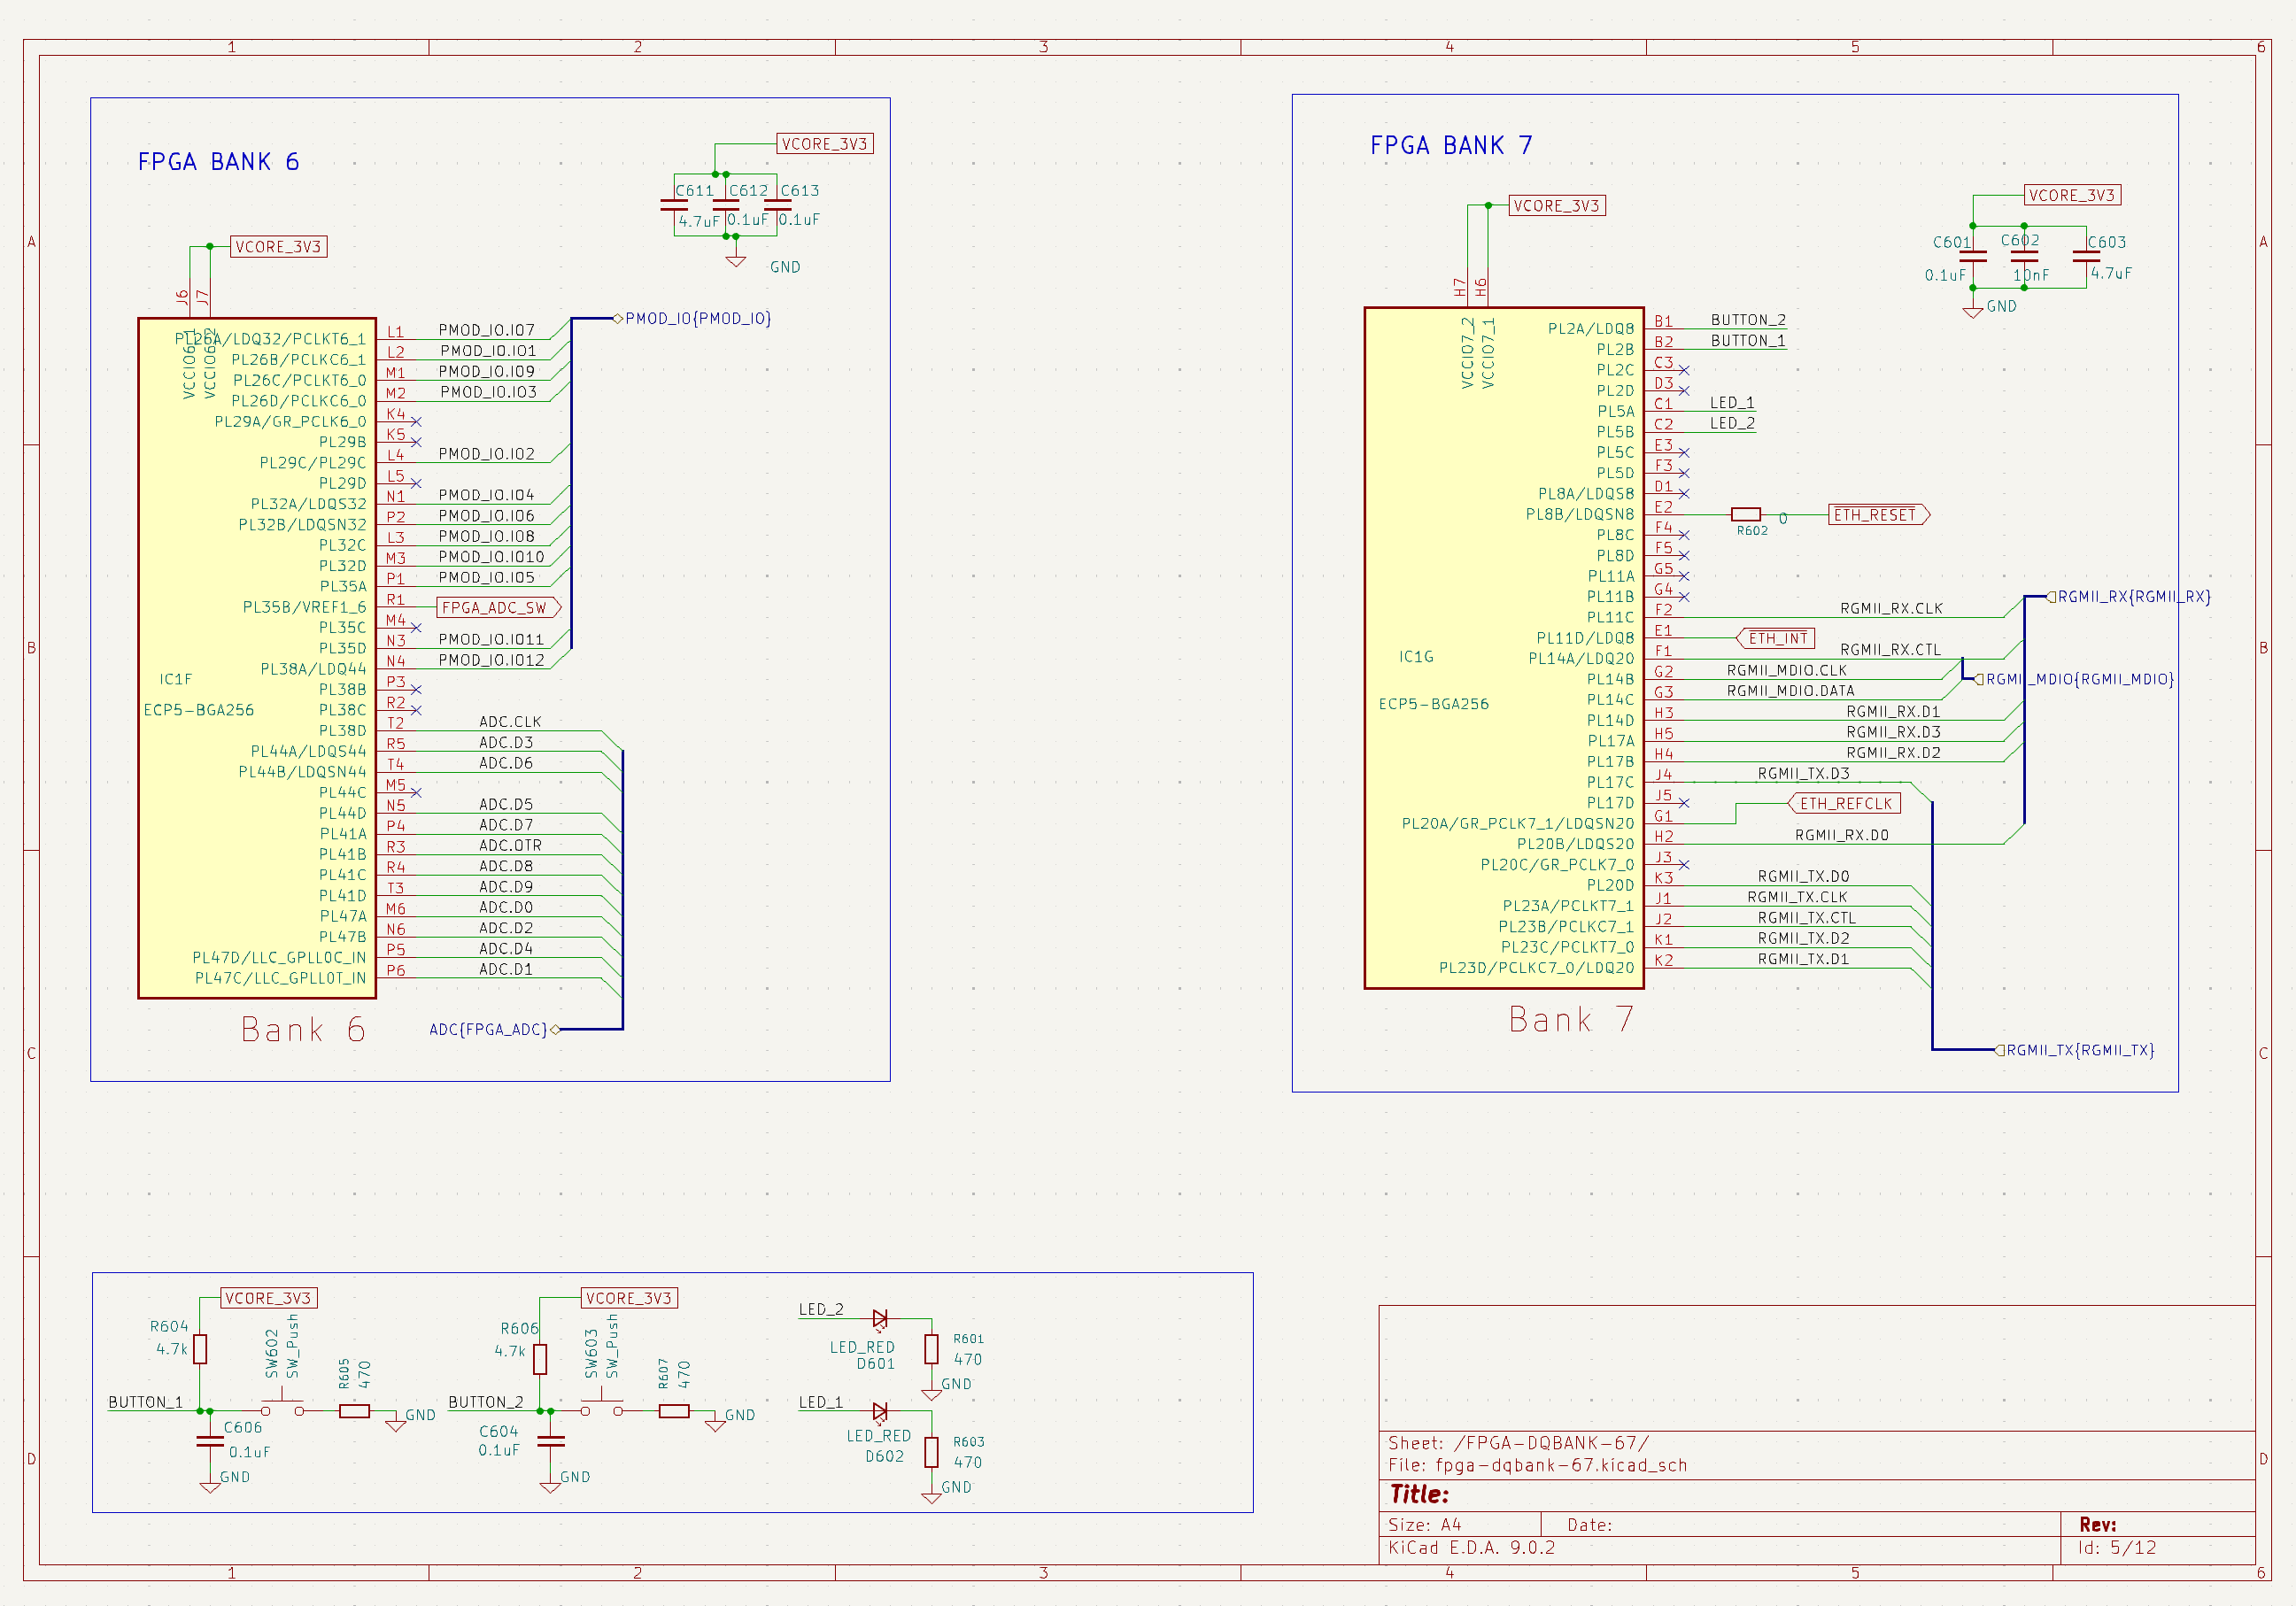 1 2 3 4 5 6
A
B
C
D
FPGA BANK 6
VCORE_3V3
C611 C612 C613
4.7uF 0.1uF 0.1uF
GND
VCORE_3V3
J6 J7
VCCIO6_1 VCCIO6_2
PL26A/LDQ32/PCLKT6_1 L1 PMOD_IO.IO7
PMOD_IO{PMOD_IO}
PL26B/PCLKC6_1 L2 PMOD_IO.IO1
PL26C/PCLKT6_0 M1 PMOD_IO.IO9
PL26D/PCLKC6_0 M2 PMOD_IO.IO3
PL29A/GR_PCLK6_0 K4
PL29B K5
PL29C/PL29C L4 PMOD_IO.IO2
PL29D L5
PL32A/LDQS32 N1 PMOD_IO.IO4
PL32B/LDQSN32 P2 PMOD_IO.IO6
PL32C L3 PMOD_IO.IO8
PL32D M3 PMOD_IO.IO10
PL35A P1 PMOD_IO.IO5
PL35B/VREF1_6 R1 FPGA_ADC_SW
PL35C M4
PL35D N3 PMOD_IO.IO11
PL38A/LDQ44 N4 PMOD_IO.IO12
IC1F
PL38B P3
ECP5-BGA256
PL38C R2
PL38D T2 ADC.CLK
PL44A/LDQS44 R5 ADC.D3
PL44B/LDQSN44 T4 ADC.D6
PL44C M5
PL44D N5 ADC.D5
PL41A P4 ADC.D7
PL41B R3 ADC.OTR
PL41C R4 ADC.D8
PL41D T3 ADC.D9
PL47A M6 ADC.D0
PL47B N6 ADC.D2
PL47D/LLC_GPLL0C_IN P5 ADC.D4
PL47C/LLC_GPLL0T_IN P6 ADC.D1
Bank 6
ADC{FPGA_ADC}
FPGA BANK 7
VCORE_3V3
VCORE_3V3
C601 C602 C603
0.1uF 10nF 4.7uF
GND
H7 H6
VCCIO7_2 VCCIO7_1
PL2A/LDQ8 B1 BUTTON_2
PL2B B2 BUTTON_1
PL2C C3
PL2D D3
PL5A C1 LED_1
PL5B C2 LED_2
PL5C E3
PL5D F3
PL8A/LDQS8 D1
PL8B/LDQSN8 E2 R602 0 ETH_RESET
PL8C F4
PL8D F5
PL11A G5
PL11B G4
RGMII_RX{RGMII_RX}
PL11C F2 RGMII_RX.CLK
PL11D/LDQ8 E1 ETH_INT
IC1G
PL14A/LDQ20 F1 RGMII_RX.CTL
PL14B G2 RGMII_MDIO.CLK
RGMII_MDIO{RGMII_MDIO}
PL14C G3 RGMII_MDIO.DATA
ECP5-BGA256
PL14D H3 RGMII_RX.D1
PL17A H5 RGMII_RX.D3
PL17B H4 RGMII_RX.D2
PL17C J4 RGMII_TX.D3
PL17D J5 ETH_REFCLK
PL20A/GR_PCLK7_1/LDQSN20 G1
PL20B/LDQS20 H2 RGMII_RX.D0
PL20C/GR_PCLK7_0 J3
PL20D K3 RGMII_TX.D0
PL23A/PCLKT7_1 J1 RGMII_TX.CLK
PL23B/PCLKC7_1 J2 RGMII_TX.CTL
PL23C/PCLKT7_0 K1 RGMII_TX.D2
PL23D/PCLKC7_0/LDQ20 K2 RGMII_TX.D1
Bank 7
RGMII_TX{RGMII_TX}
VCORE_3V3
R604
4.7k
SW602
SW_Push
R605
470
BUTTON_1
GND
C606
0.1uF
GND
VCORE_3V3
R606
4.7k
SW603
SW_Push
R607
470
BUTTON_2
GND
C604
0.1uF
GND
LED_2
LED_RED
D601
R601
470
GND
LED_1
LED_RED
D602
R603
470
GND
Sheet: /FPGA-DQBANK-67/
File: fpga-dqbank-67.kicad_sch
Title:
Size: A4 Date: Rev:
KiCad E.D.A. 9.0.2 Id: 5/12
A
B
C
D
1 2 3 4 5 6